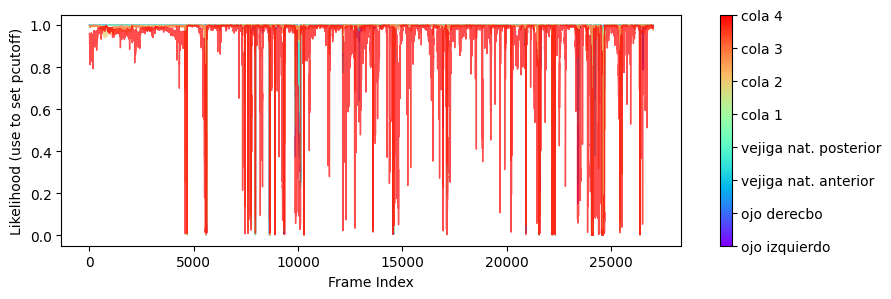 Likelihood (use to set pcutoff)
1.0
0.8
0.6
0.4
0.2
0.0
0
5000
10000
15000
20000
25000
Frame Index
cola 4
cola 3
cola 2
cola 1
vejiga nat. posterior
vejiga nat. anterior
ojo derecbo
ojo izquierdo